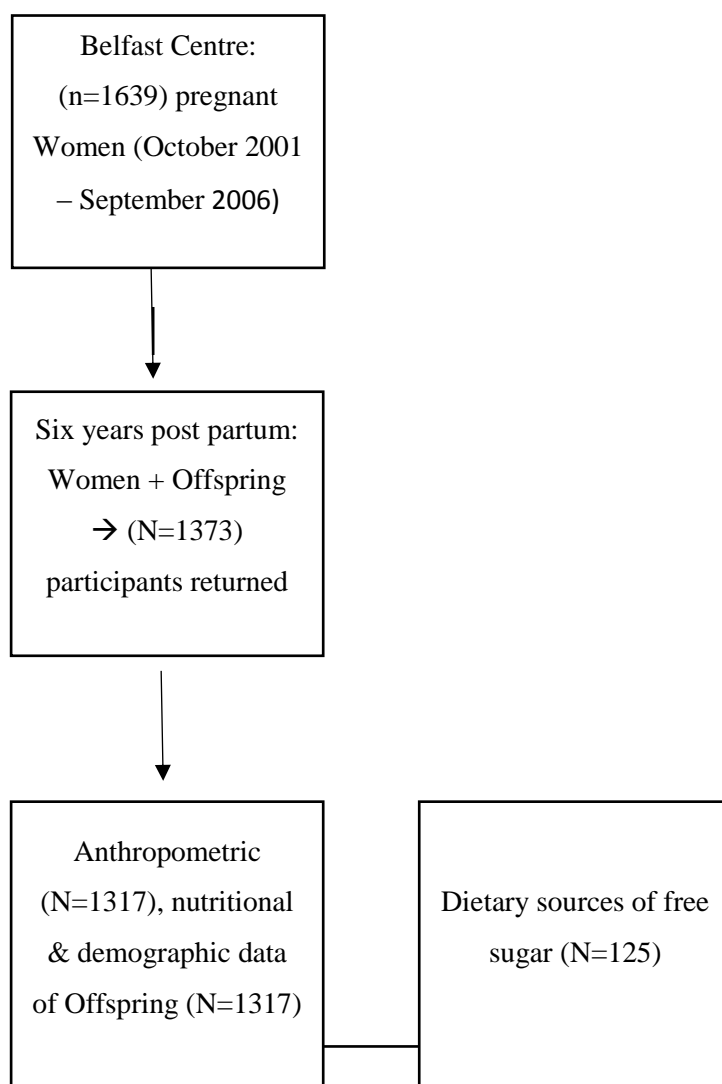 Belfast Centre:
(n=1639) pregnant
Women (October 2001
– September 2006)
Six years post partum:
Women + Offspring
→ (N=1373)
participants returned
Anthropometric
(N=1317), nutritional
& demographic data
of Offspring (N=1317)
Dietary sources of free
sugar (N=125)